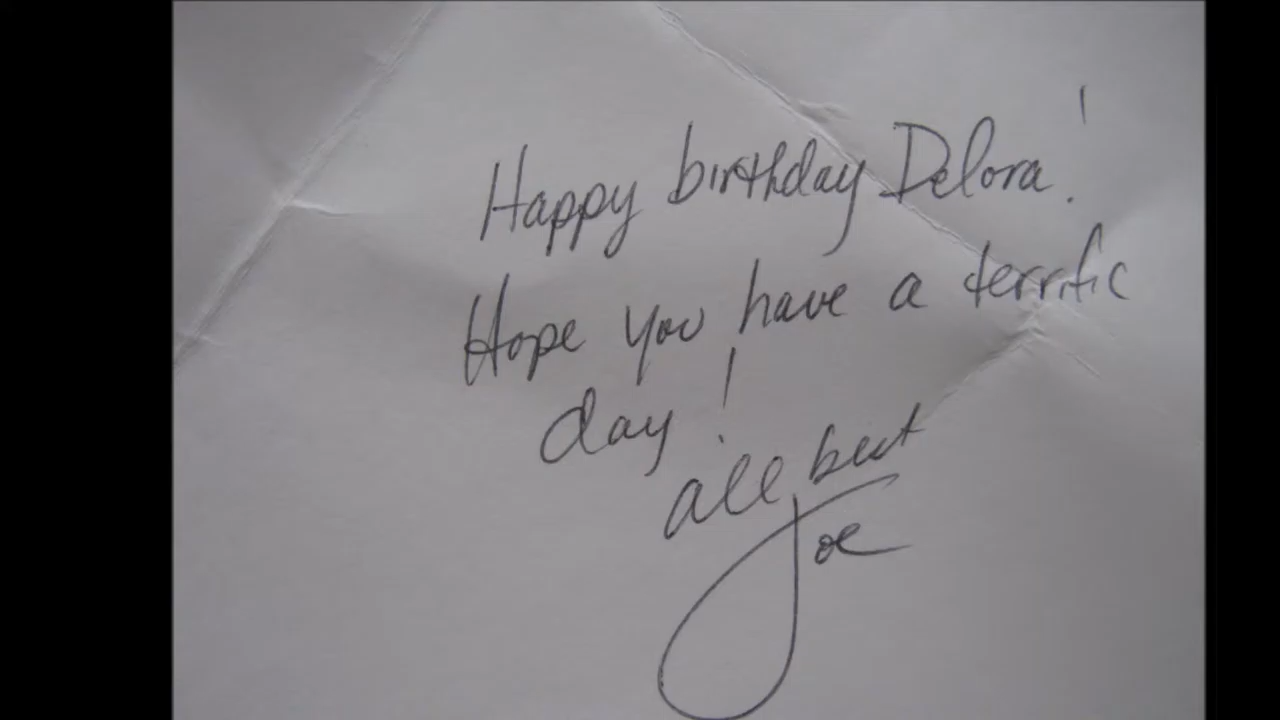 Happy birthday Delora!
Hope you have a terrific
day!
all best
Joe